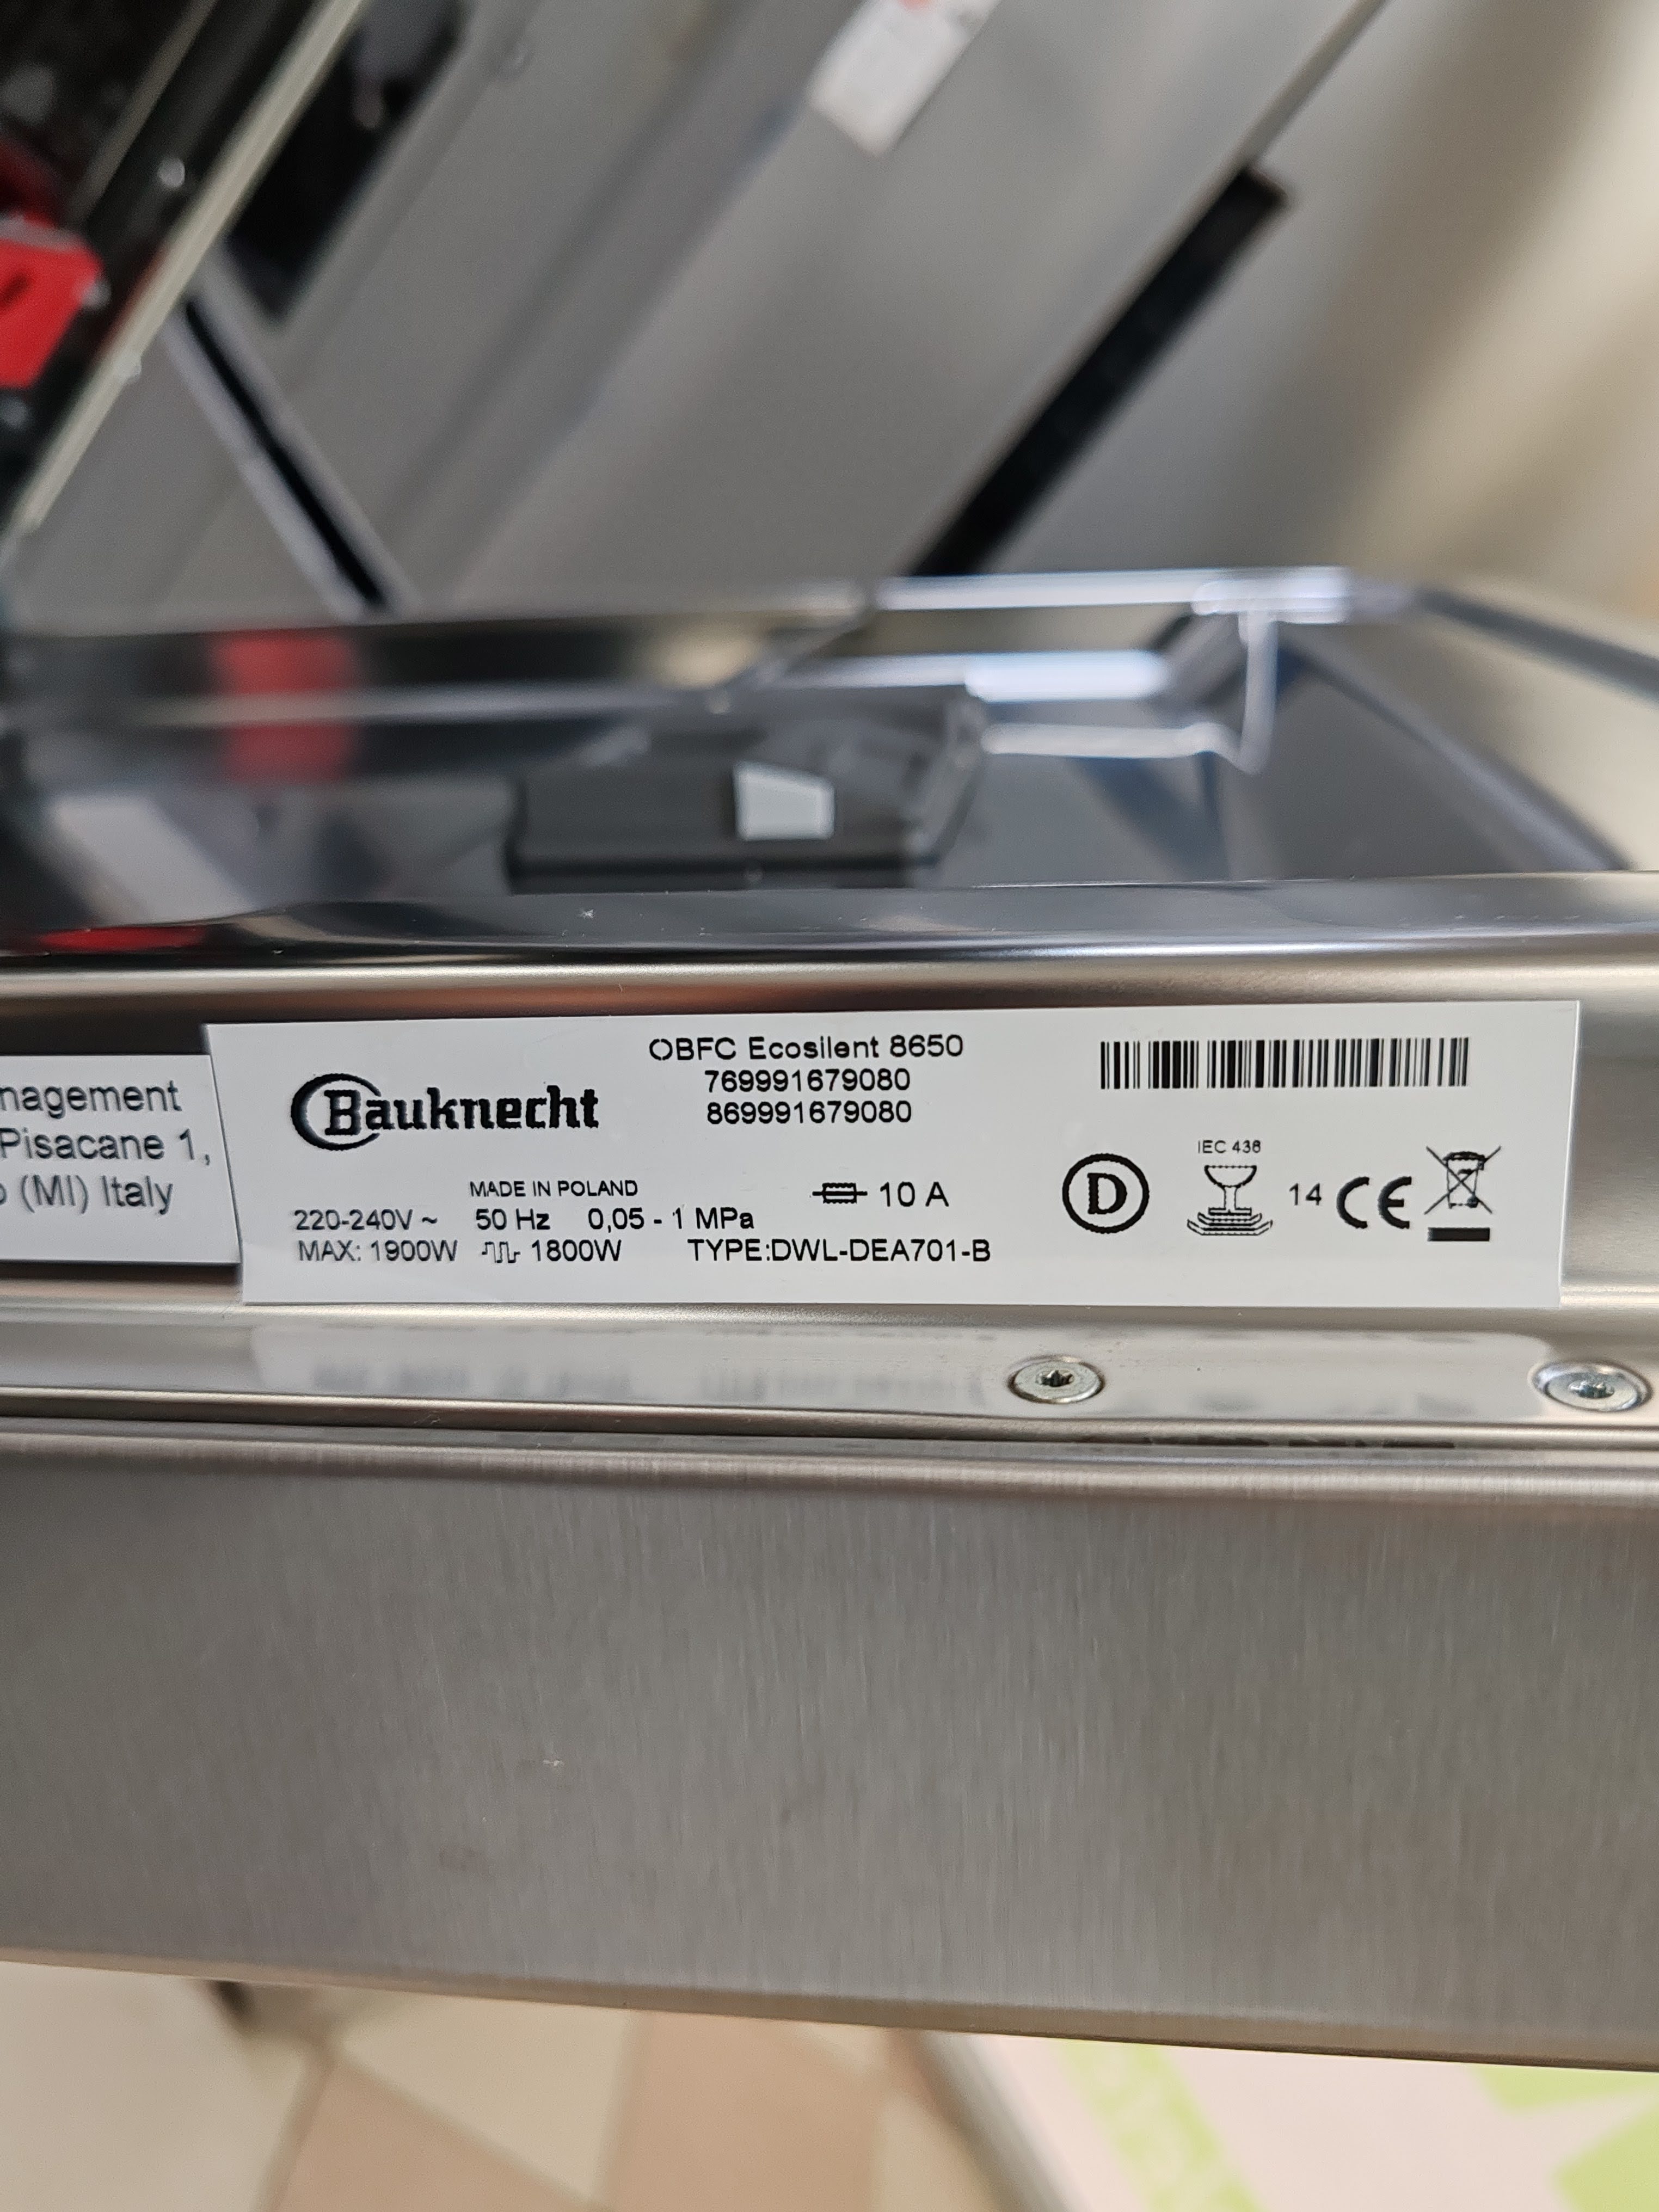 nagement
Pisacane 1,
(MI) Italy
Bauknecht
OBFC Ecosilent 8650
769991679080
869991679080
MADE IN POLAND
10 A
220-240V ~ 50 Hz 0,05 - 1 MPa
MAX: 1900W 1800W TYPE:DWL-DEA701-B
D
IEC 436
14 CE